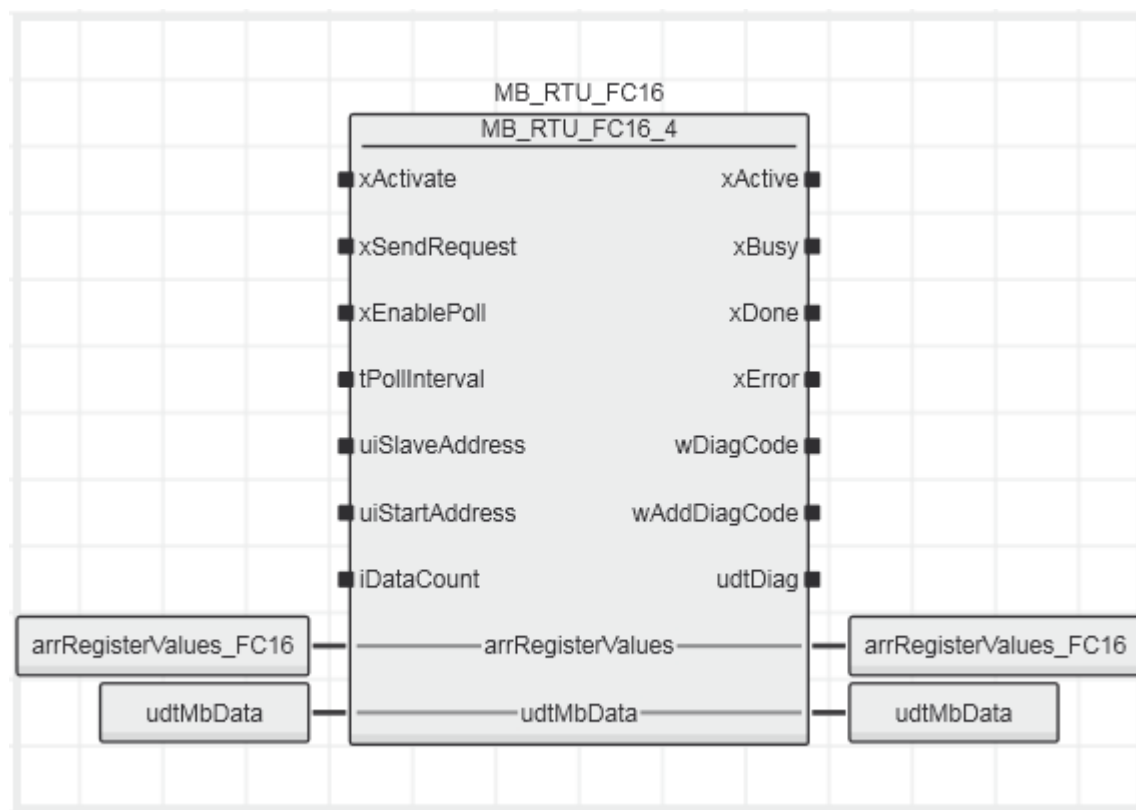 MB_RTU_FC16
MB_RTU_FC16_4
xActivate xActive
xSendRequest xBusy
xEnablePoll xDone
tPollInterval xError
uiSlaveAddress wDiagCode
uiStartAddress wAddDiagCode
iDataCount udtDiag
arrRegisterValues_FC16 arrRegisterValues arrRegisterValues_FC16
udtMbData udtMbData udtMbData